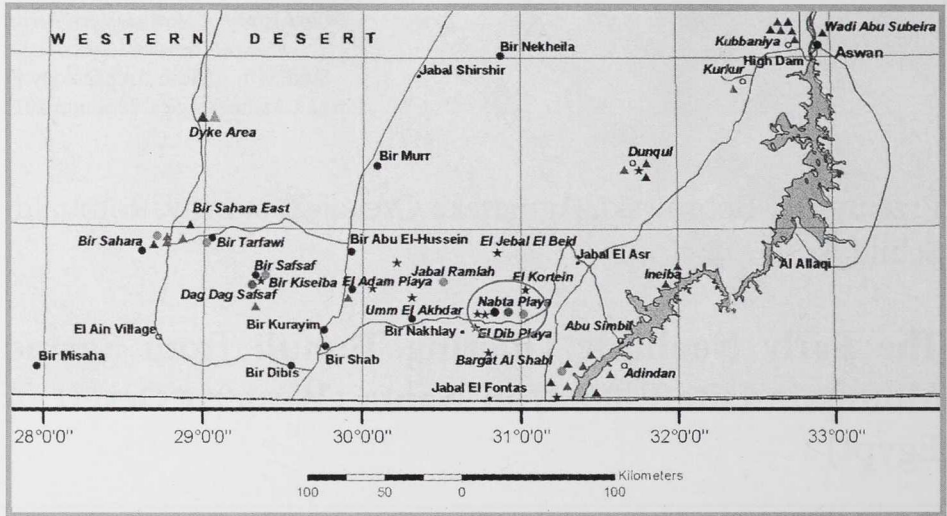 WESTERN DESERT
Bir Nekheila
Wadi Abu Subeira
Kubbaniya
Aswan
High Dam
Jabal Shirshir
Kurkur
Dyke Area
Bir Murr
Dunqul
Bir Sahara East
Bir Sahara
Bir Tarfawi
Bir Abu El-Hussein
El Jebal El Beid
Jabal El Asr
Al Allaqi
Bir Safsaf
Bir Kiseiba
El Adam Playa
Jabal Ramlah
El Kortein
Ineiba
Dag Dag Safsaf
Nabta Playa
Umm El Akhdar
El Ain Village
Bir Kurayim
Bir Nakhlay
El Dib Playa
Abu Simbil
Bir Misaha
Bir Shab
Bargat Al Shabl
Bir Dibis
Adindan
Jabal El Fontas
28°0'0" 29°0'0" 30°0'0" 31°0'0" 32°0'0" 33°0'0"
Kilometers
100 50 0 100